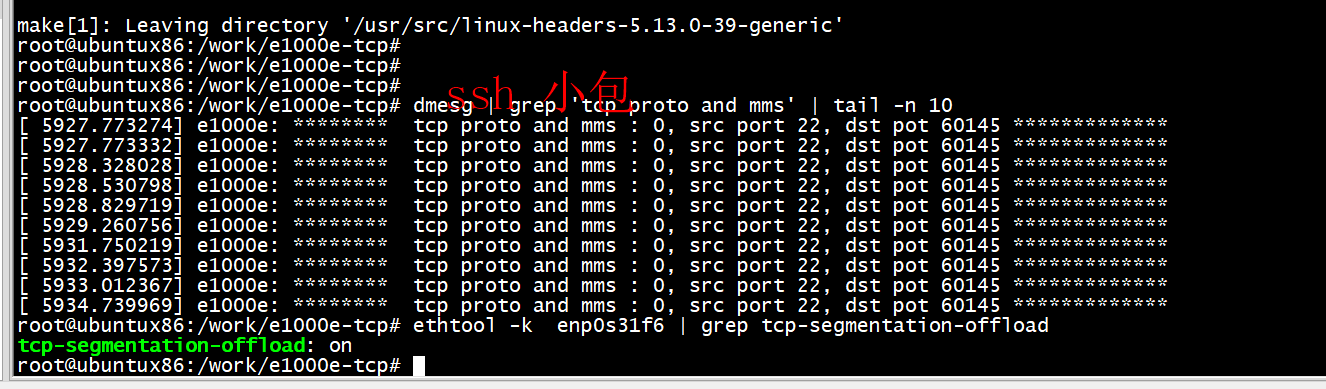 make[1]: Leaving directory '/usr/src/linux-headers-5.13.0-39-generic'
root@ubuntux86:/work/e1000e-tcp#
root@ubuntux86:/work/e1000e-tcp#
root@ubuntux86:/work/e1000e-tcp#
ssh 小包
root@ubuntux86:/work/e1000e-tcp# dmesg | grep 'tcp proto and mms' | tail -n 10
[ 5927.773274] e1000e: ******** tcp proto and mms : 0, src port 22, dst pot 60145 *************
[ 5927.773332] e1000e: ******** tcp proto and mms : 0, src port 22, dst pot 60145 *************
[ 5928.328028] e1000e: ******** tcp proto and mms : 0, src port 22, dst pot 60145 *************
[ 5928.530798] e1000e: ******** tcp proto and mms : 0, src port 22, dst pot 60145 *************
[ 5928.829719] e1000e: ******** tcp proto and mms : 0, src port 22, dst pot 60145 *************
[ 5929.260756] e1000e: ******** tcp proto and mms : 0, src port 22, dst pot 60145 *************
[ 5931.750219] e1000e: ******** tcp proto and mms : 0, src port 22, dst pot 60145 *************
[ 5932.397573] e1000e: ******** tcp proto and mms : 0, src port 22, dst pot 60145 *************
[ 5933.012367] e1000e: ******** tcp proto and mms : 0, src port 22, dst pot 60145 *************
[ 5934.739969] e1000e: ******** tcp proto and mms : 0, src port 22, dst pot 60145 *************
root@ubuntux86:/work/e1000e-tcp# ethtool -k  enp0s31f6 | grep tcp-segmentation-offload
tcp-segmentation-offload: on
root@ubuntux86:/work/e1000e-tcp#